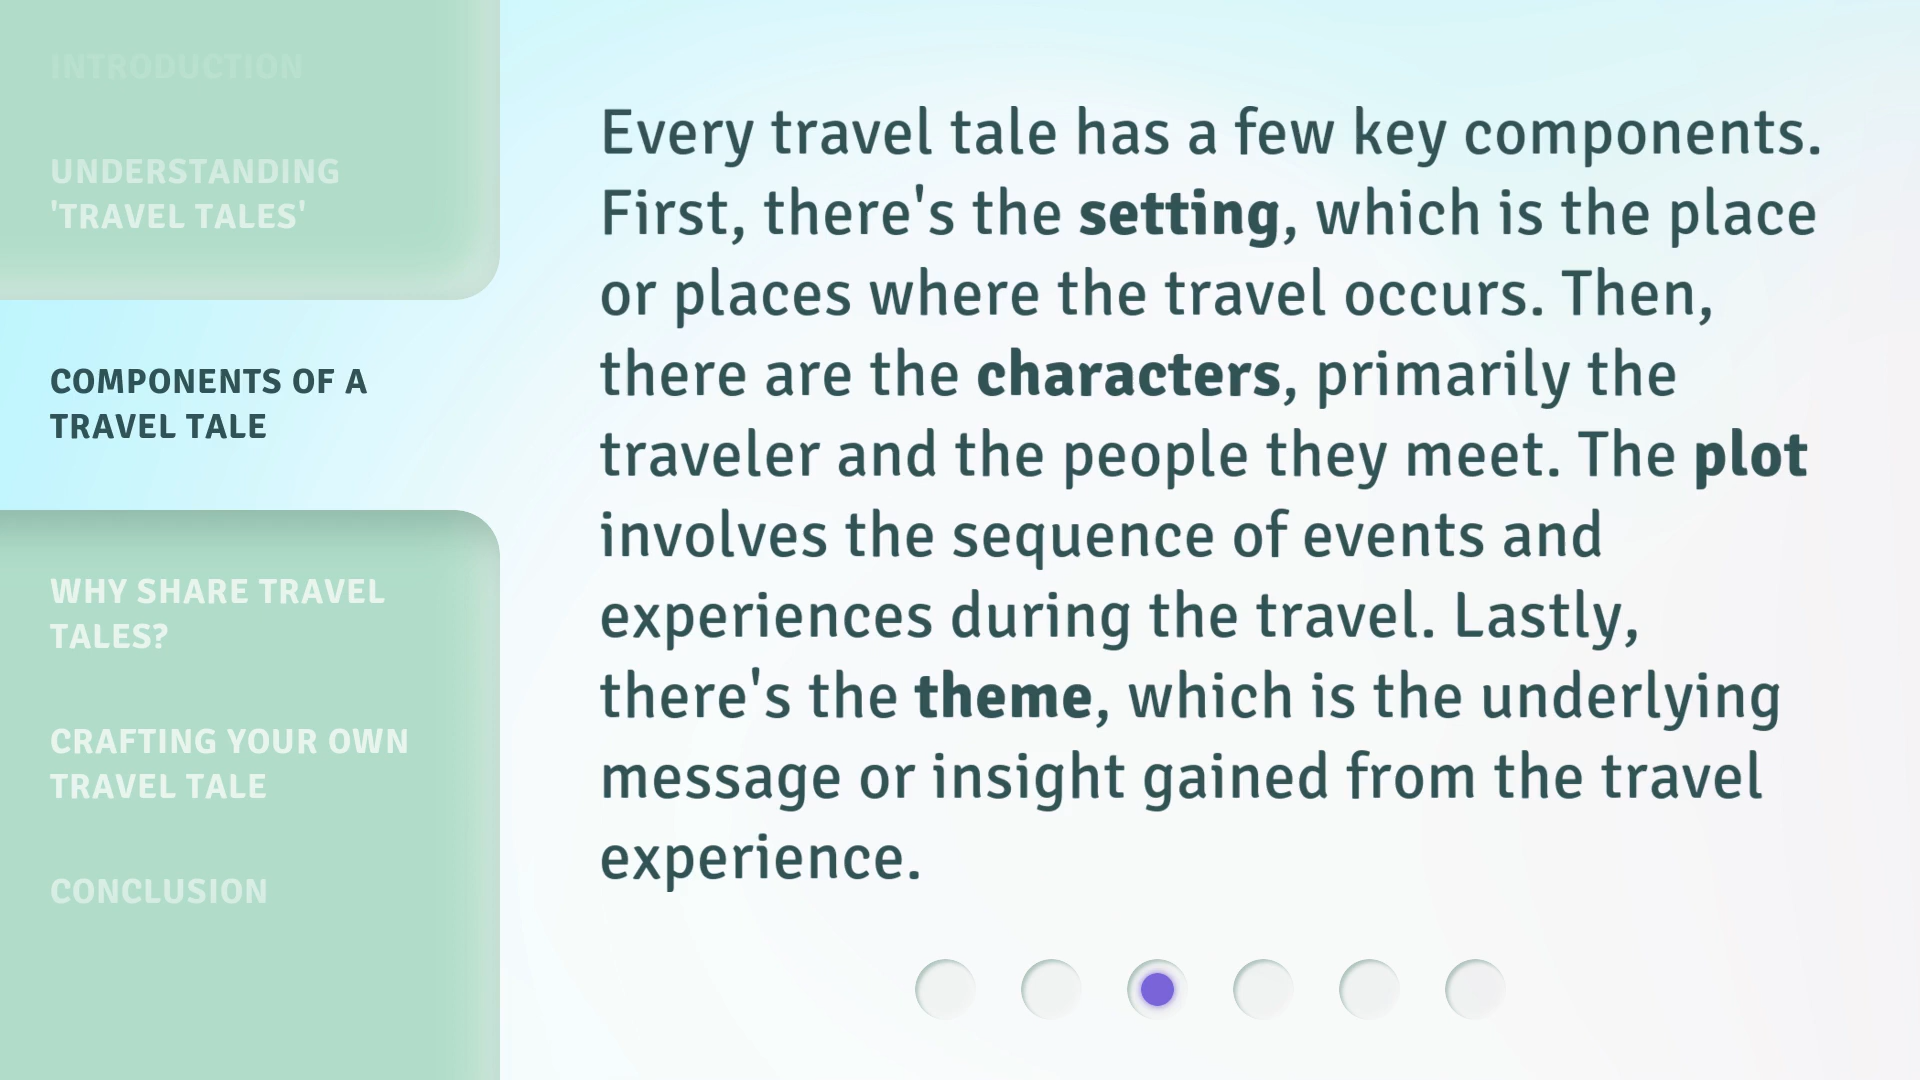 INTRODUCTION
UNDERSTANDING
'TRAVEL TALES'
COMPONENTS OF A
TRAVEL TALE
WHY SHARE TRAVEL
TALES?
CRAFTING YOUR OWN
TRAVEL TALE
CONCLUSION
Every travel tale has a few key components.
First, there's the setting, which is the place
or places where the travel occurs. Then,
there are the characters, primarily the
traveler and the people they meet. The plot
involves the sequence of events and
experiences during the travel. Lastly,
there's the theme, which is the underlying
message or insight gained from the travel
experience.